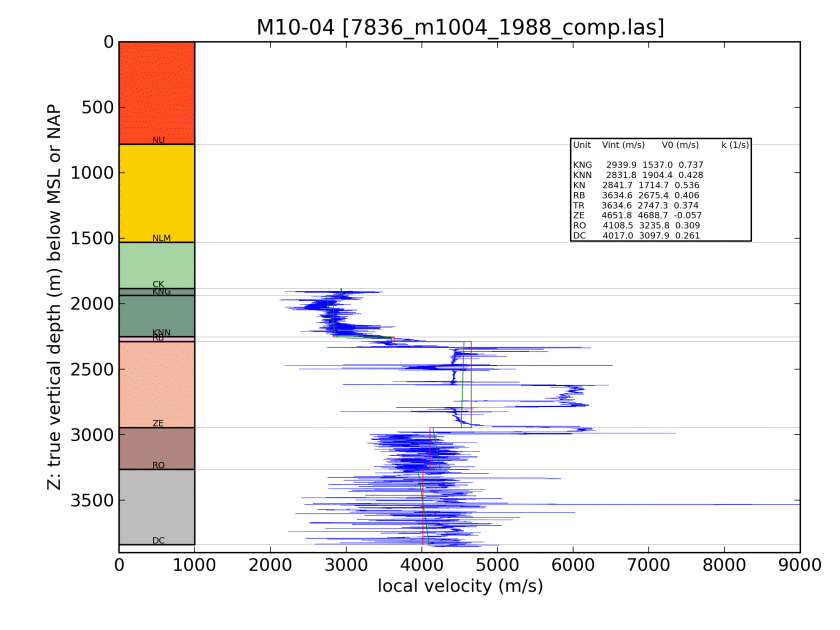 M10-04 [7836_m1004_1988_comp.las]
Z: true vertical depth (m) below MSL or NAP
0
500
1000
1500
2000
2500
3000
3500
NU
NLM
CK
KNG
KNN
RB
ZE
RO
DC
Unit Vint (m/s) V0 (m/s) k (1/s)
KNG 2939.9 1537.0 0.737
KNN 2831.8 1904.4 0.428
KN 2841.7 1714.7 0.536
RB 3634.6 2675.4 0.406
TR 3634.6 2747.3 0.374
ZE 4651.8 4688.7 -0.057
RO 4108.5 3235.8 0.309
DC 4017.0 3097.9 0.261
0 1000 2000 3000 4000 5000 6000 7000 8000 9000
local velocity (m/s)